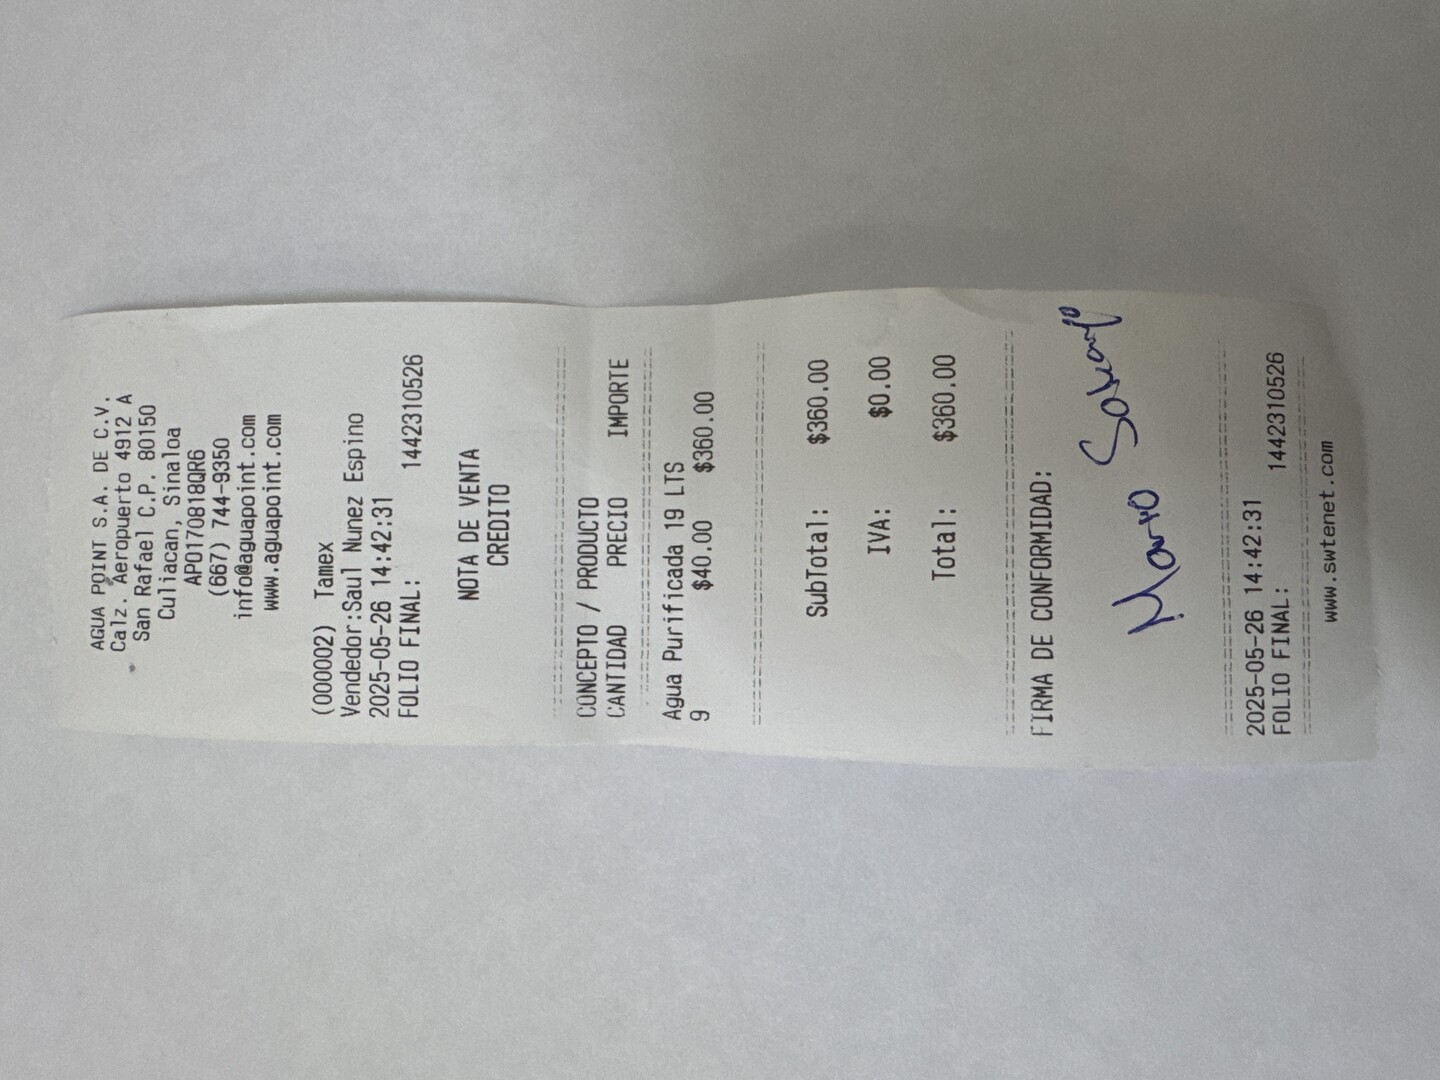 AGUA POINT S.A. DE C.V.
Calz. Aeropuerto 4912 A
San Rafael C.P. 80150
Culiacan, Sinaloa
APO170818QR6
(667) 744-9350
info@aguapoint.com
www.aguapoint.com
(000002) Tamex
Vendedor:Saul Nunez Espino
2025-05-26 14:42:31
FOLIO FINAL: 1442310526
NOTA DE VENTA
CREDITO
CONCEPTO / PRODUCTO
CANTIDAD PRECIO IMPORTE
Agua Purificada 19 LTS
9 $40.00 $360.00
SubTotal: $360.00
IVA: $0.00
Total: $360.00
FIRMA DE CONFORMIDAD:
Mario
2025-05-26 14:42:31
FOLIO FINAL: 1442310526
www.swtenet.com